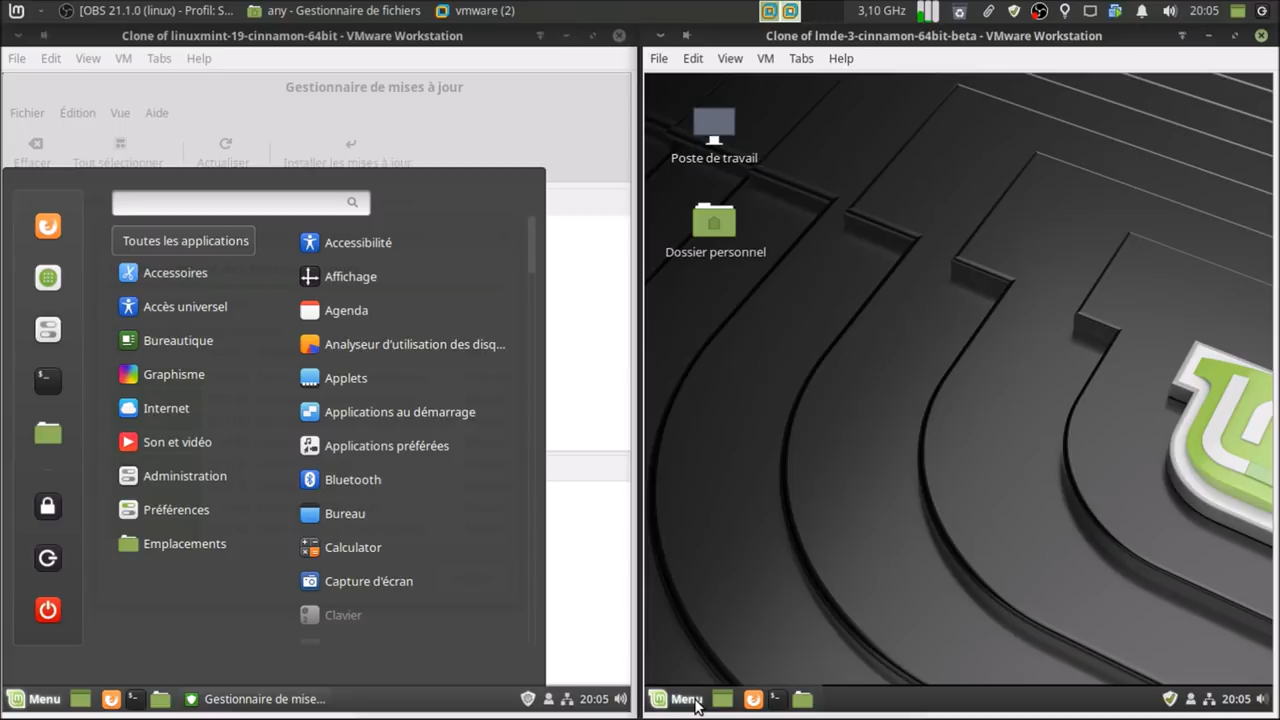 [OBS 21.1.0 (linux) - Profil: S...
any - Gestionnaire de fichiers
vmware (2)
3,10 GHz
20:05
Clone of linuxmint-19-cinnamon-64bit - VMware Workstation
File Edit View VM Tabs Help
Gestionnaire de mises à jour
Fichier Édition Vue Aide
Effacer Tout sélectionner Actualiser Installer les mises à jour
Toutes les applications
Accessoires
Accès universel
Bureautique
Graphisme
Internet
Son et vidéo
Administration
Préférences
Emplacements
Accessibilité
Affichage
Agenda
Analyseur d'utilisation des disq...
Applets
Applications au démarrage
Applications préférées
Bluetooth
Bureau
Calculator
Capture d'écran
Clavier
Menu
Gestionnaire de mise...
20:05
Clone of lmde-3-cinnamon-64bit-beta - VMware Workstation
File Edit View VM Tabs Help
Poste de travail
Dossier personnel
Menu
20:05